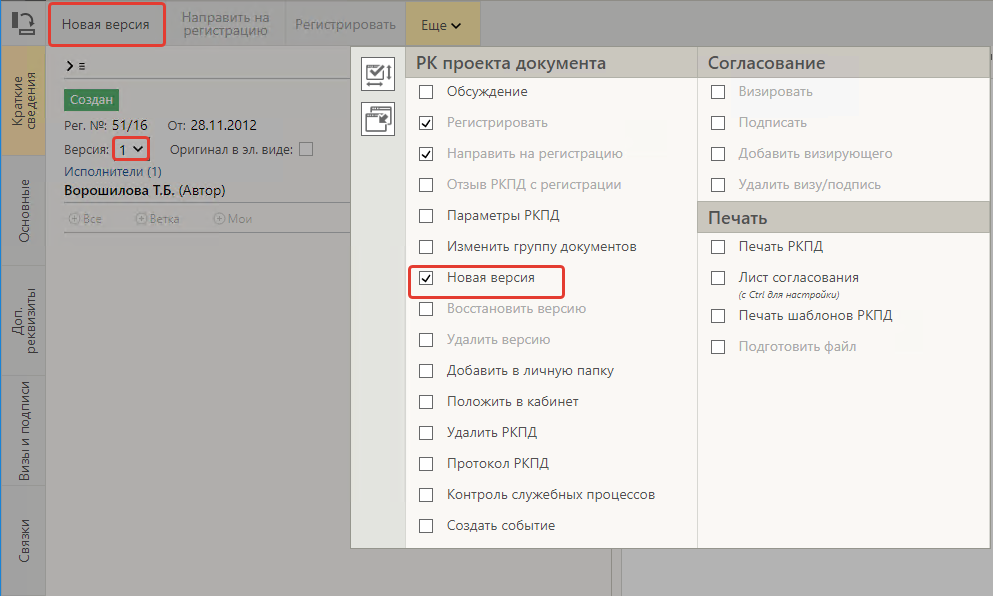 Новая версия
Направить на
регистрацию
Регистрировать
Еще
Краткие
сведения
Основные
Доп.
реквизиты
Визы и подписи
Связки
Создан
Рег. №: 51/16 От: 28.11.2012
Версия: 1 Оригинал в эл. виде:
Исполнители (1)
Ворошилова Т.Б. (Автор)
Все Ветка Мои
РК проекта документа
Обсуждение
Регистрировать
Направить на регистрацию
Отзыв РКПД с регистрации
Параметры РКПД
Изменить группу документов
Новая версия
Восстановить версию
Удалить версию
Добавить в личную папку
Положить в кабинет
Удалить РКПД
Протокол РКПД
Контроль служебных процессов
Создать событие
Согласование
Визировать
Подписать
Добавить визирующего
Удалить визу/подпись
Печать
Печать РКПД
Лист согласования
(с Ctrl для настройки)
Печать шаблонов РКПД
Подготовить файл